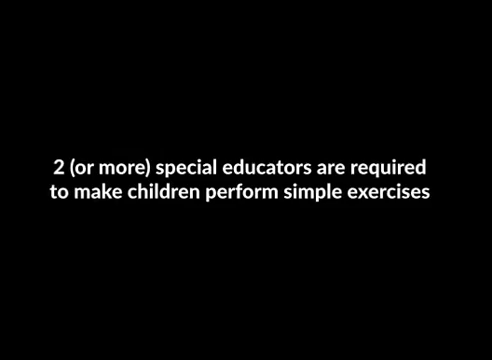 2 (or more) special educators are required
to make children perform simple exercises